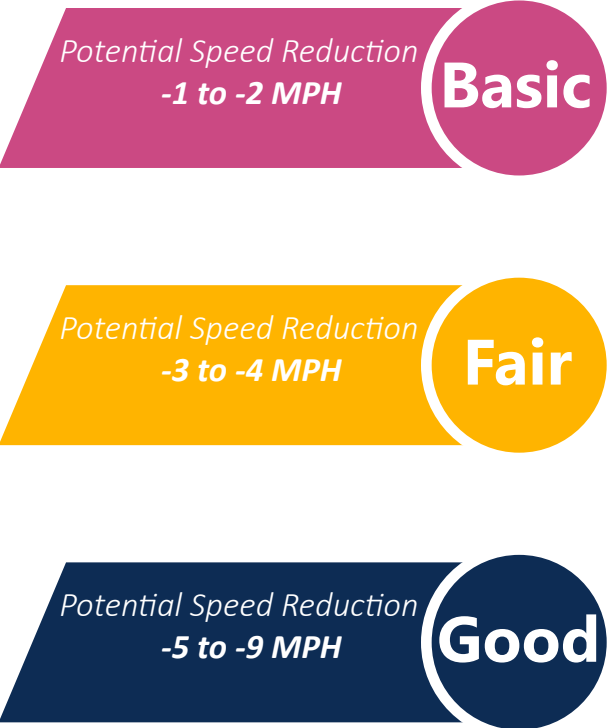 Potential Speed Reduction
-1 to -2 MPH
Basic
Potential Speed Reduction
-3 to -4 MPH
Fair
Potential Speed Reduction
-5 to -9 MPH
Good